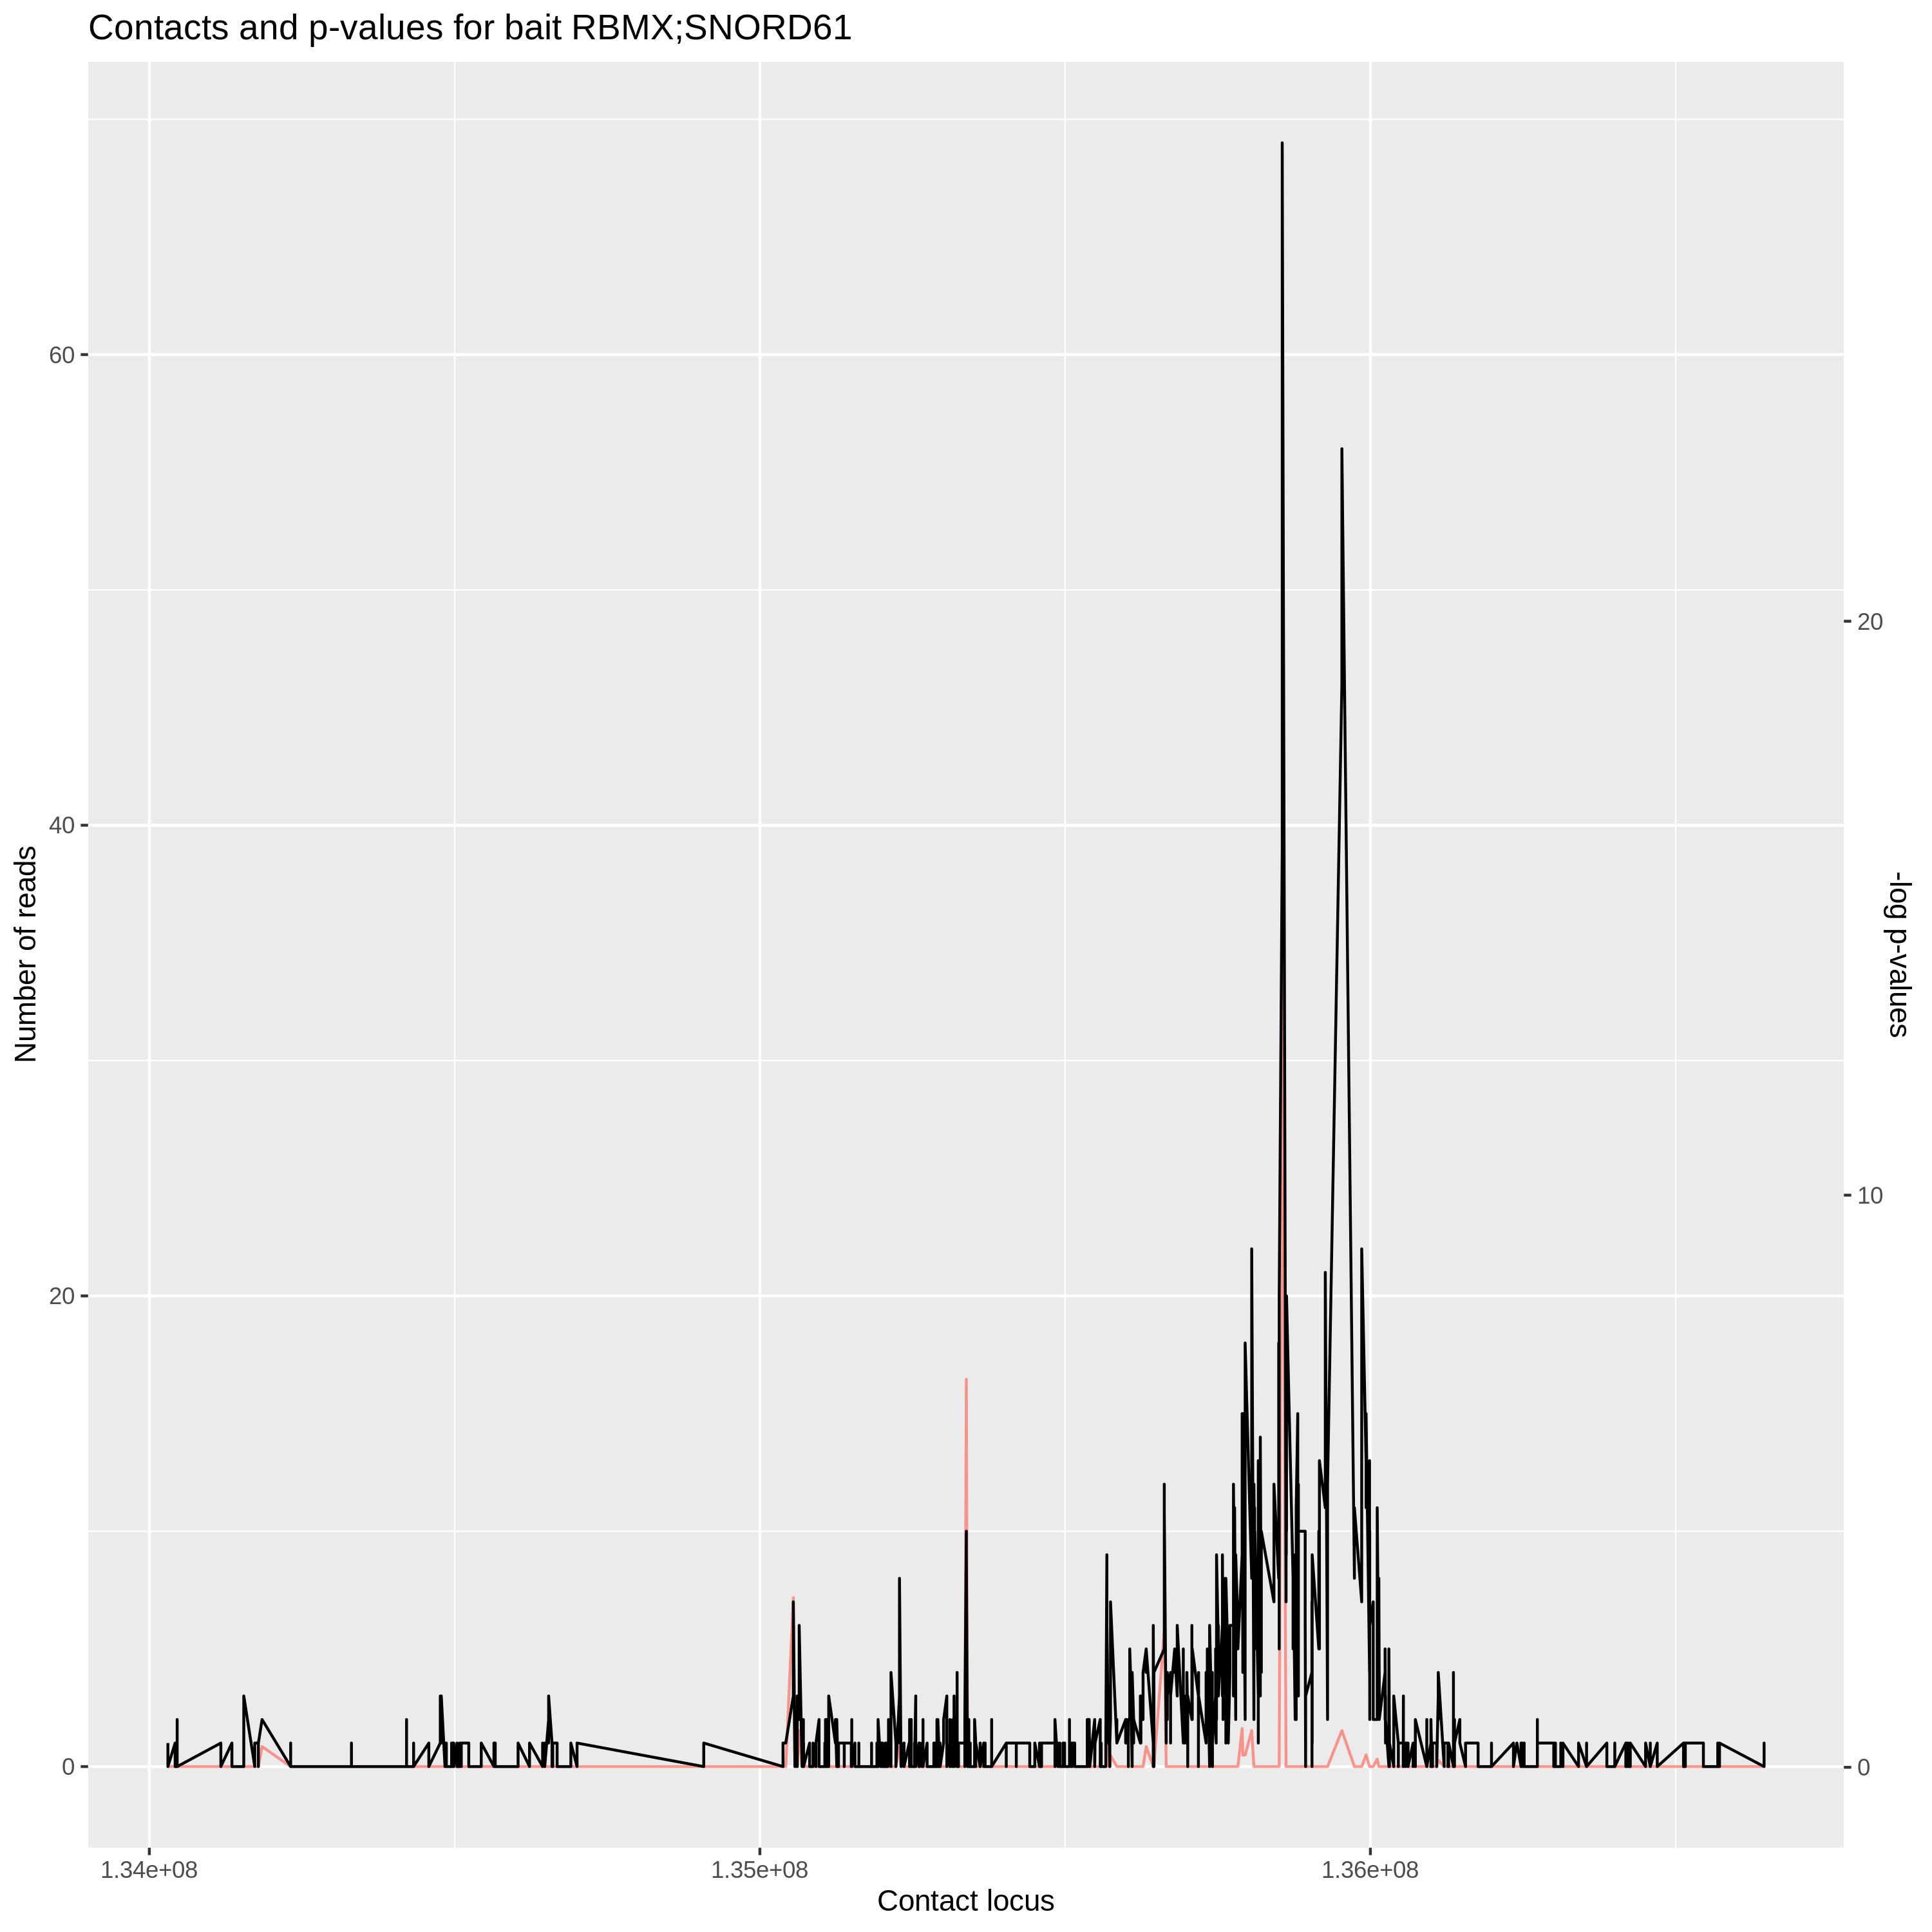 Contacts and p-values for bait RBMX;SNORD61
Number of reads
60
40
20
0
20
10
0
-log p-values
1.34e+08
1.35e+08
1.36e+08
Contact locus